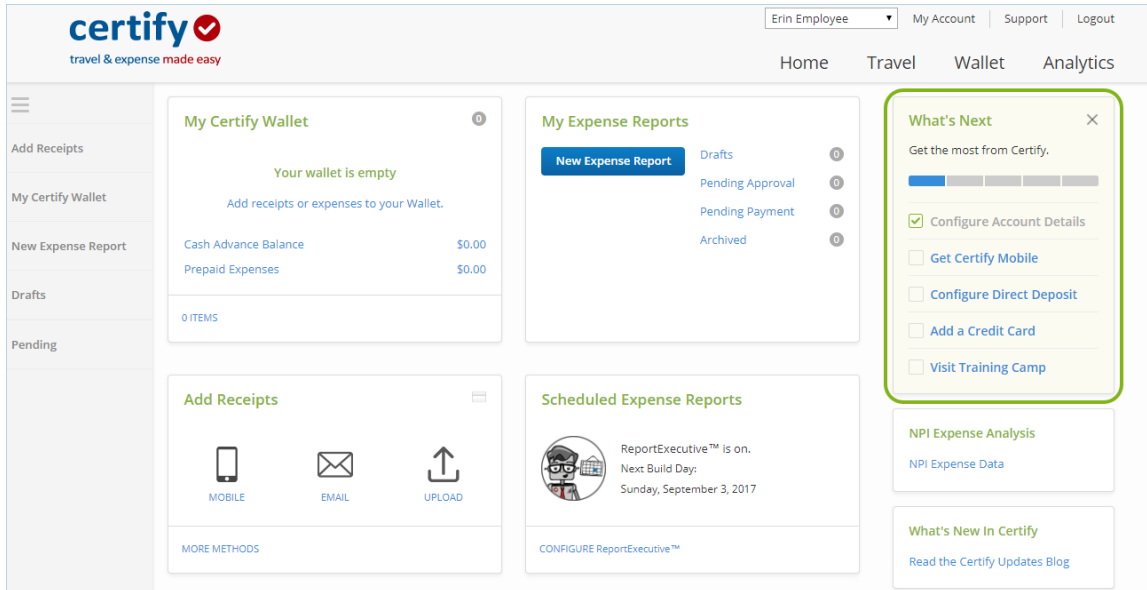 certify
travel & expense made easy
Erin Employee
My Account
Support
Logout
Home
Travel
Wallet
Analytics
Add Receipts
My Certify Wallet
New Expense Report
Drafts
Pending
My Certify Wallet
0
Your wallet is empty
Add receipts or expenses to your Wallet.
Cash Advance Balance $0.00
Prepaid Expenses $0.00
0 ITEMS
My Expense Reports
New Expense Report
Drafts 0
Pending Approval 0
Pending Payment 0
Archived 0
What's Next
Get the most from Certify.
Configure Account Details
Get Certify Mobile
Configure Direct Deposit
Add a Credit Card
Visit Training Camp
Add Receipts
MOBILE
EMAIL
UPLOAD
MORE METHODS
Scheduled Expense Reports
ReportExecutive™ is on.
Next Build Day:
Sunday, September 3, 2017
CONFIGURE ReportExecutive™
NPI Expense Analysis
NPI Expense Data
What's New In Certify
Read the Certify Updates Blog